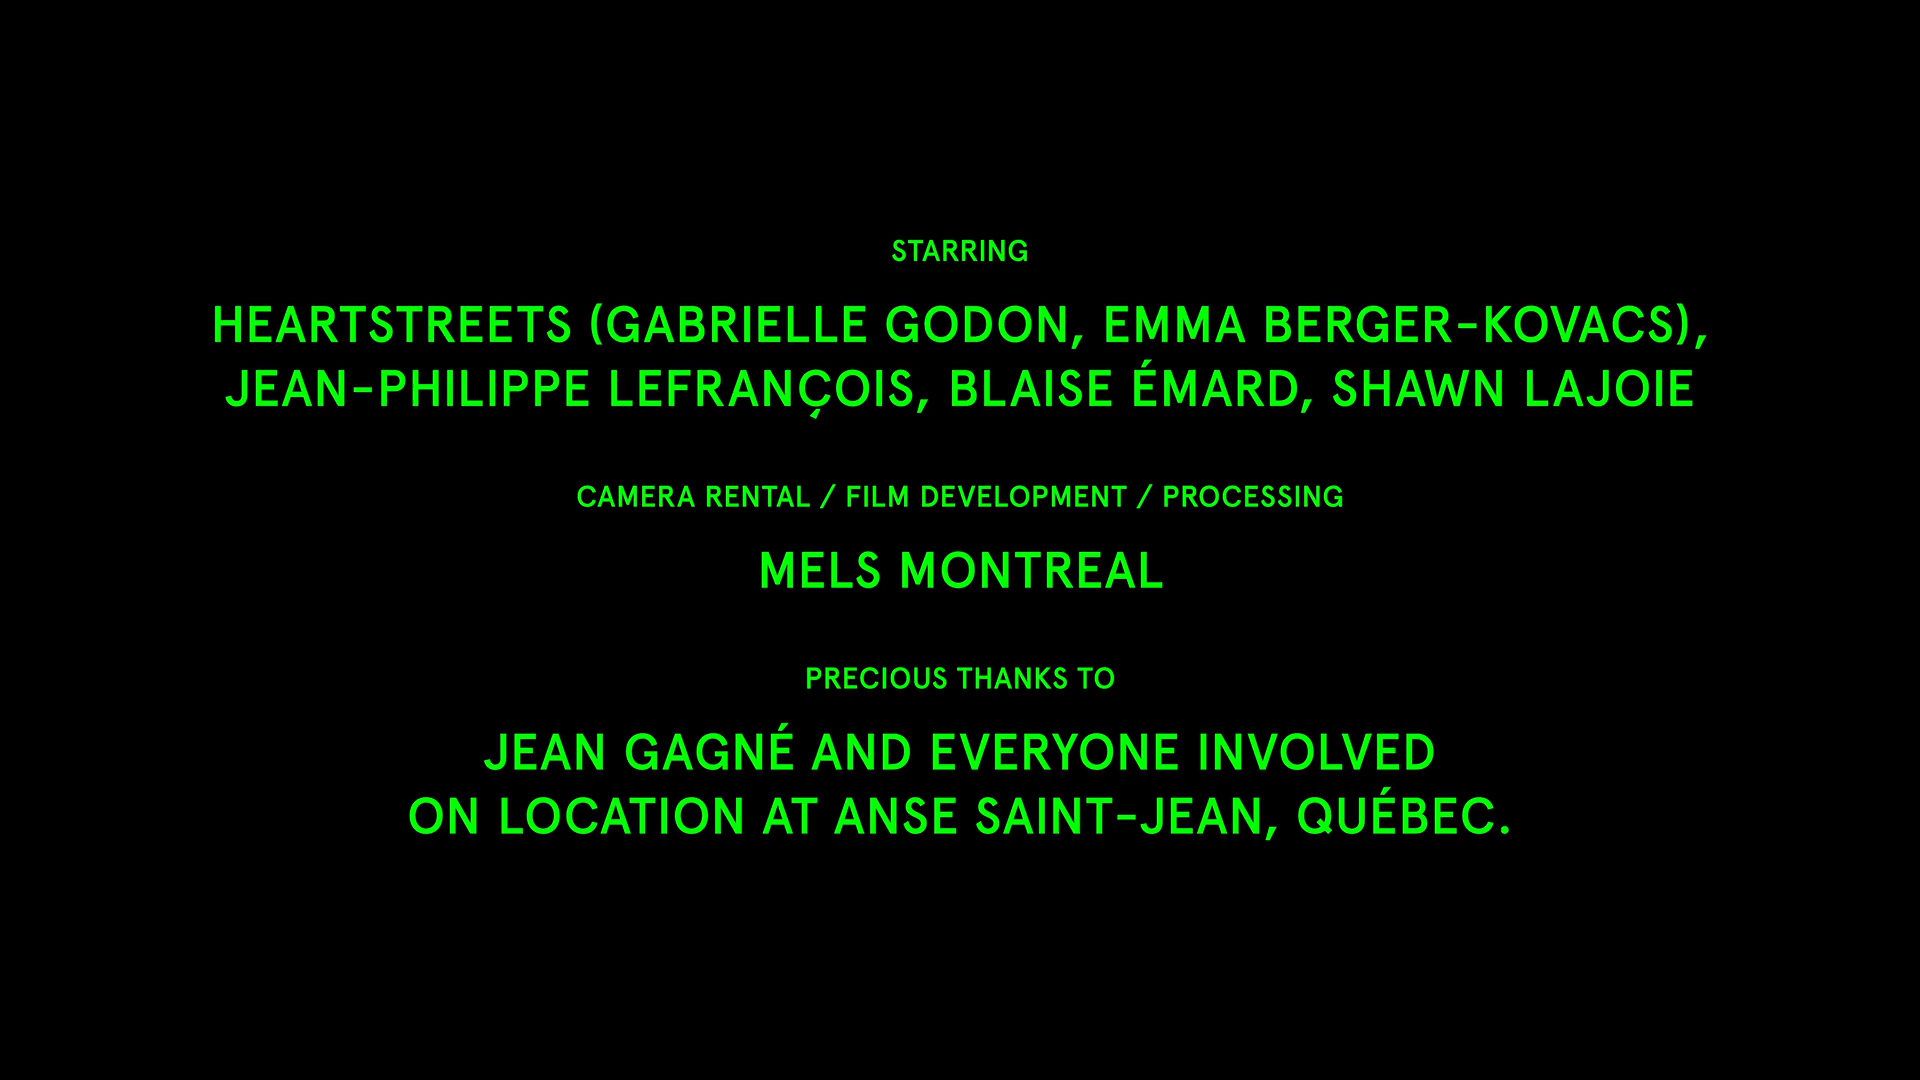 STARRING
HEARTSTREETS (GABRIELLE GODON, EMMA BERGER-KOVACS),
JEAN-PHILIPPE LEFRANÇOIS, BLAISE ÉMARD, SHAWN LAJOIE
CAMERA RENTAL / FILM DEVELOPMENT / PROCESSING
MELS MONTREAL
PRECIOUS THANKS TO
JEAN GAGNÉ AND EVERYONE INVOLVED
ON LOCATION AT ANSE SAINT-JEAN, QUÉBEC.